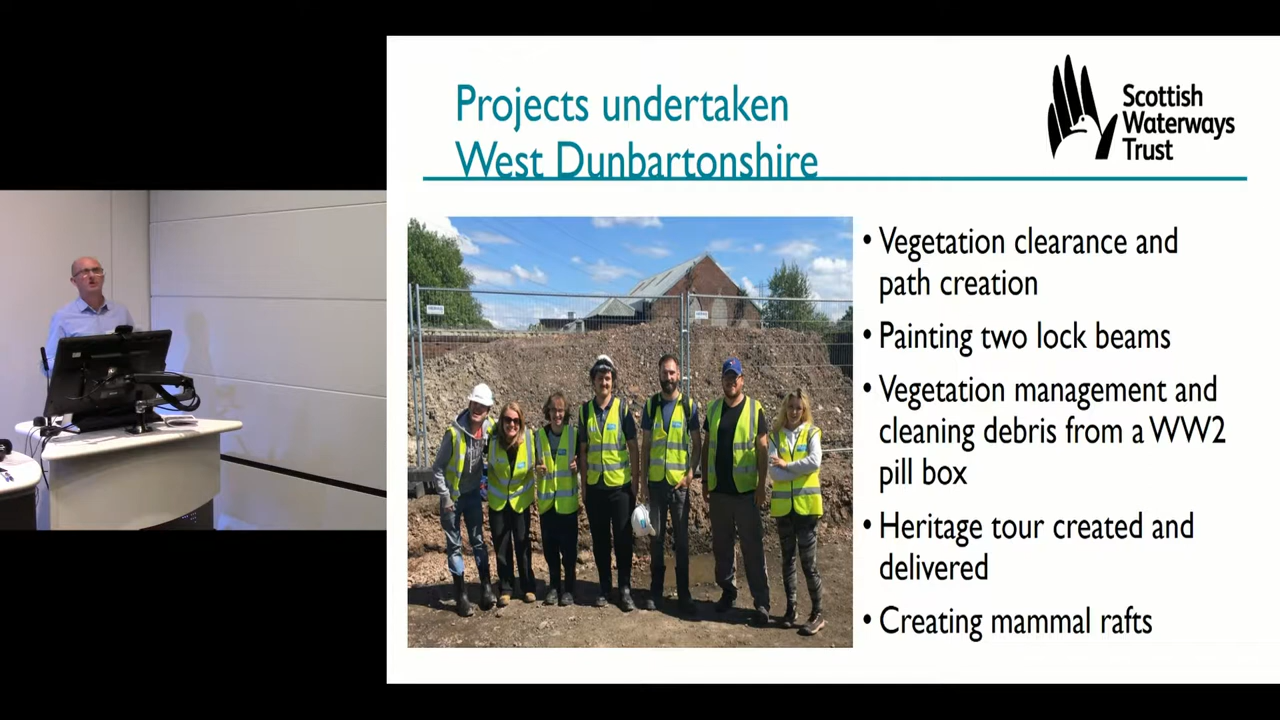 Projects undertaken
West Dunbartonshire
Scottish
Waterways
Trust
• Vegetation clearance and
path creation
• Painting two lock beams
• Vegetation management and
cleaning debris from a WW2
pill box
• Heritage tour created and
delivered
• Creating mammal rafts